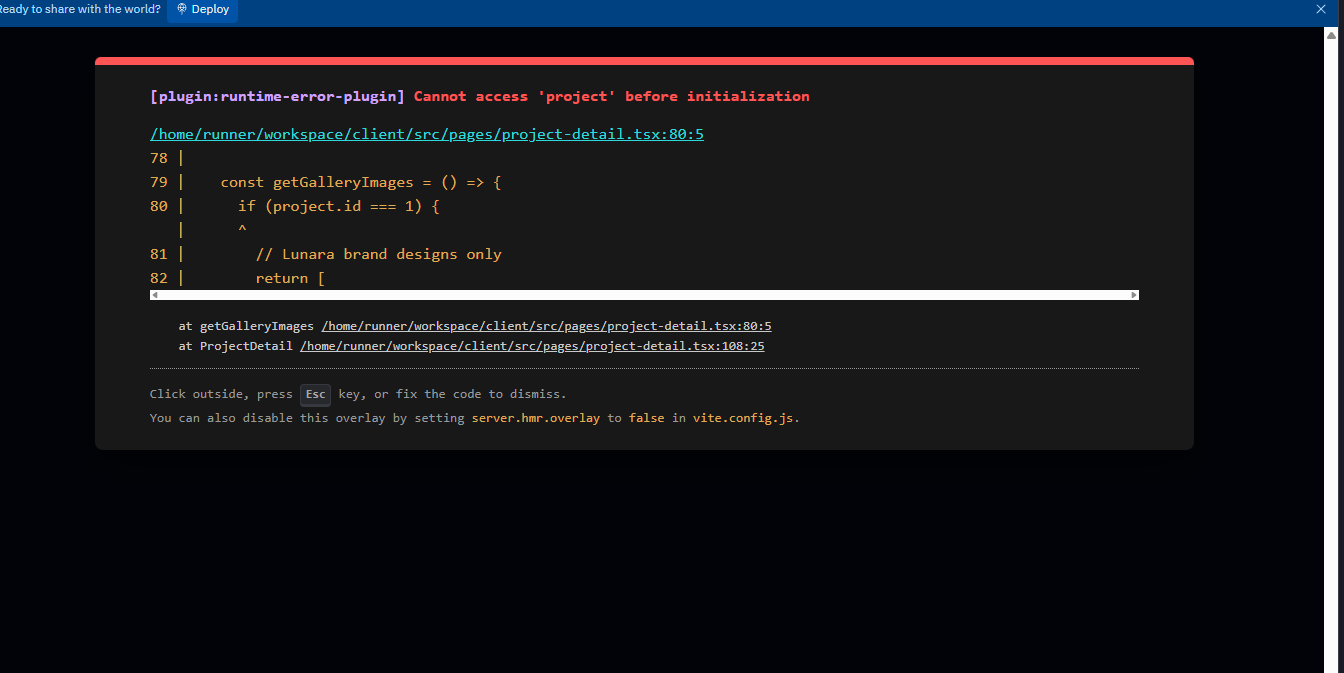 Ready to share with the world? Deploy
[plugin:runtime-error-plugin] Cannot access 'project' before initialization
/home/runner/workspace/client/src/pages/project-detail.tsx:80:5
78 |
79 |    const getGalleryImages = () => {
80 |      if (project.id === 1) {
   |      ^
81 |        // Lunara brand designs only
82 |        return [
at getGalleryImages /home/runner/workspace/client/src/pages/project-detail.tsx:80:5
at ProjectDetail /home/runner/workspace/client/src/pages/project-detail.tsx:108:25
Click outside, press Esc key, or fix the code to dismiss.
You can also disable this overlay by setting server.hmr.overlay to false in vite.config.js.